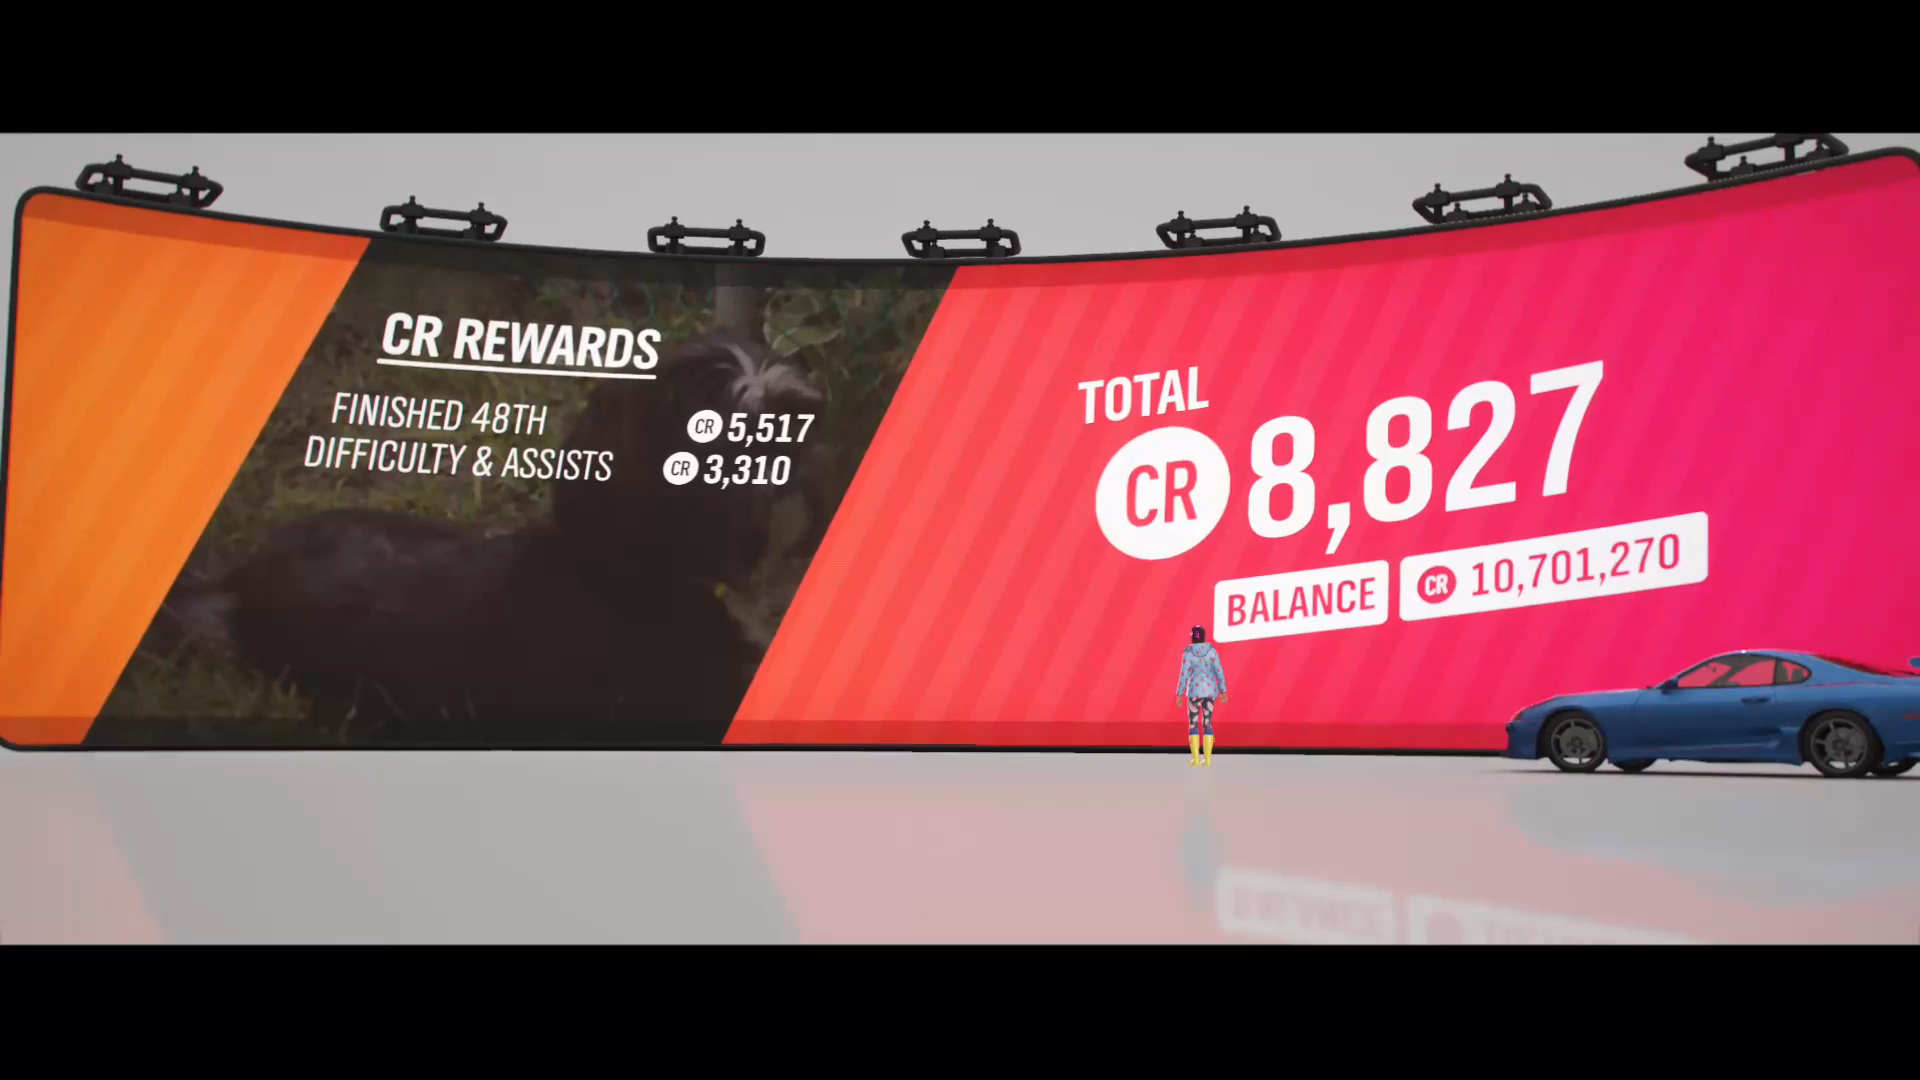 CR REWARDS
FINISHED 48TH CR 5,517
DIFFICULTY & ASSISTS CR 3,310
TOTAL
CR 8,827
BALANCE CR 10,701,270